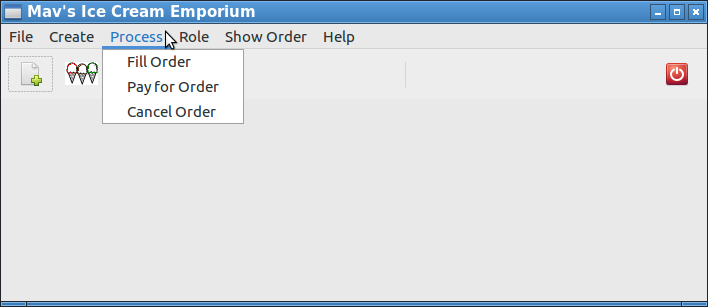 Mav's Ice Cream Emporium
File Create Process Role Show Order Help
Fill Order
Pay for Order
Cancel Order